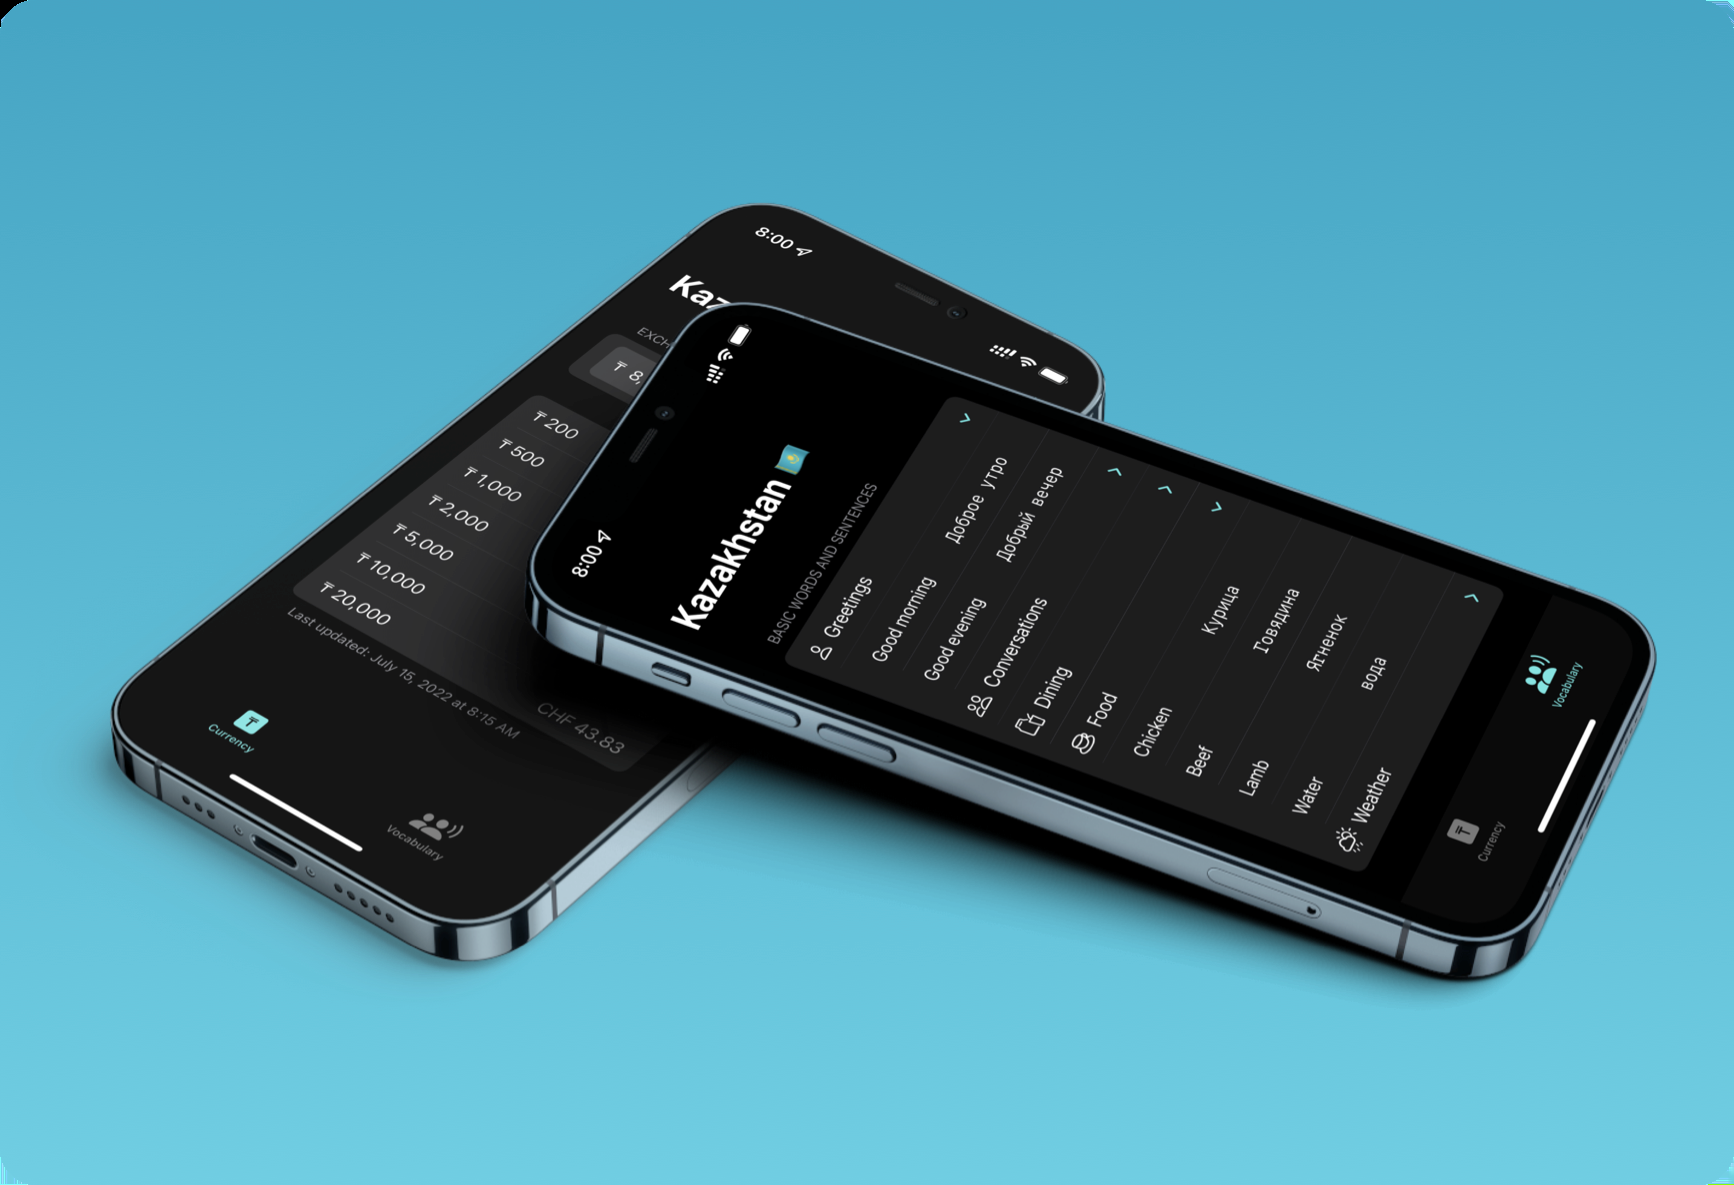 8:00
Kaz
EXCH
₸ 8,
₸ 200
₸ 500
₸ 1,000
₸ 2,000
₸ 5,000
₸ 10,000
₸ 20,000 CHF 43.83
Last updated: July 15, 2022 at 8:15 AM
Currency
Vocabulary
8:00
Kazakhstan 🇰🇿
BASIC WORDS AND SENTENCES
Greetings
Good morning Доброе утро
Good evening Добрый вечер
Conversations
Dining
Food
Chicken Курица
Beef Говядина
Lamb Ягненок
Water вода
Weather
Currency
Vocabulary